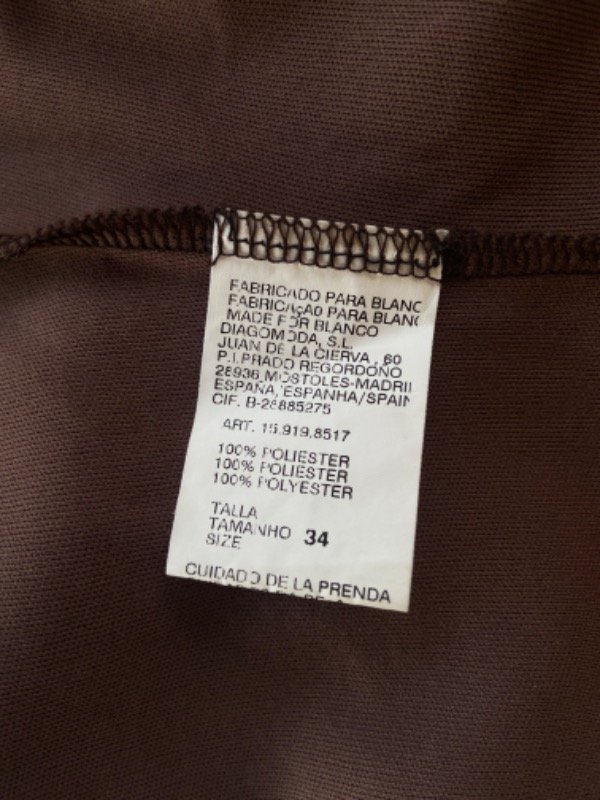 FABRICADO PARA BLANC
FABRICAÇAO PARA BLAN
MADE FOR BLANCO
DIAGOMODA, S.L.
JUAN DE LA CIERVA, 60
P.I.PRADO REGORDOÑO
28936 MOSTOLES-MADRI
ESPAÑA, ESPANHA/SPAIN
CIF. B-28885275
ART. 15.919.8517
100% POLIESTER
100% POLIESTER
100% POLYESTER
TALLA
TAMANHO 34
SIZE
CUIDADO DE LA PRENDA